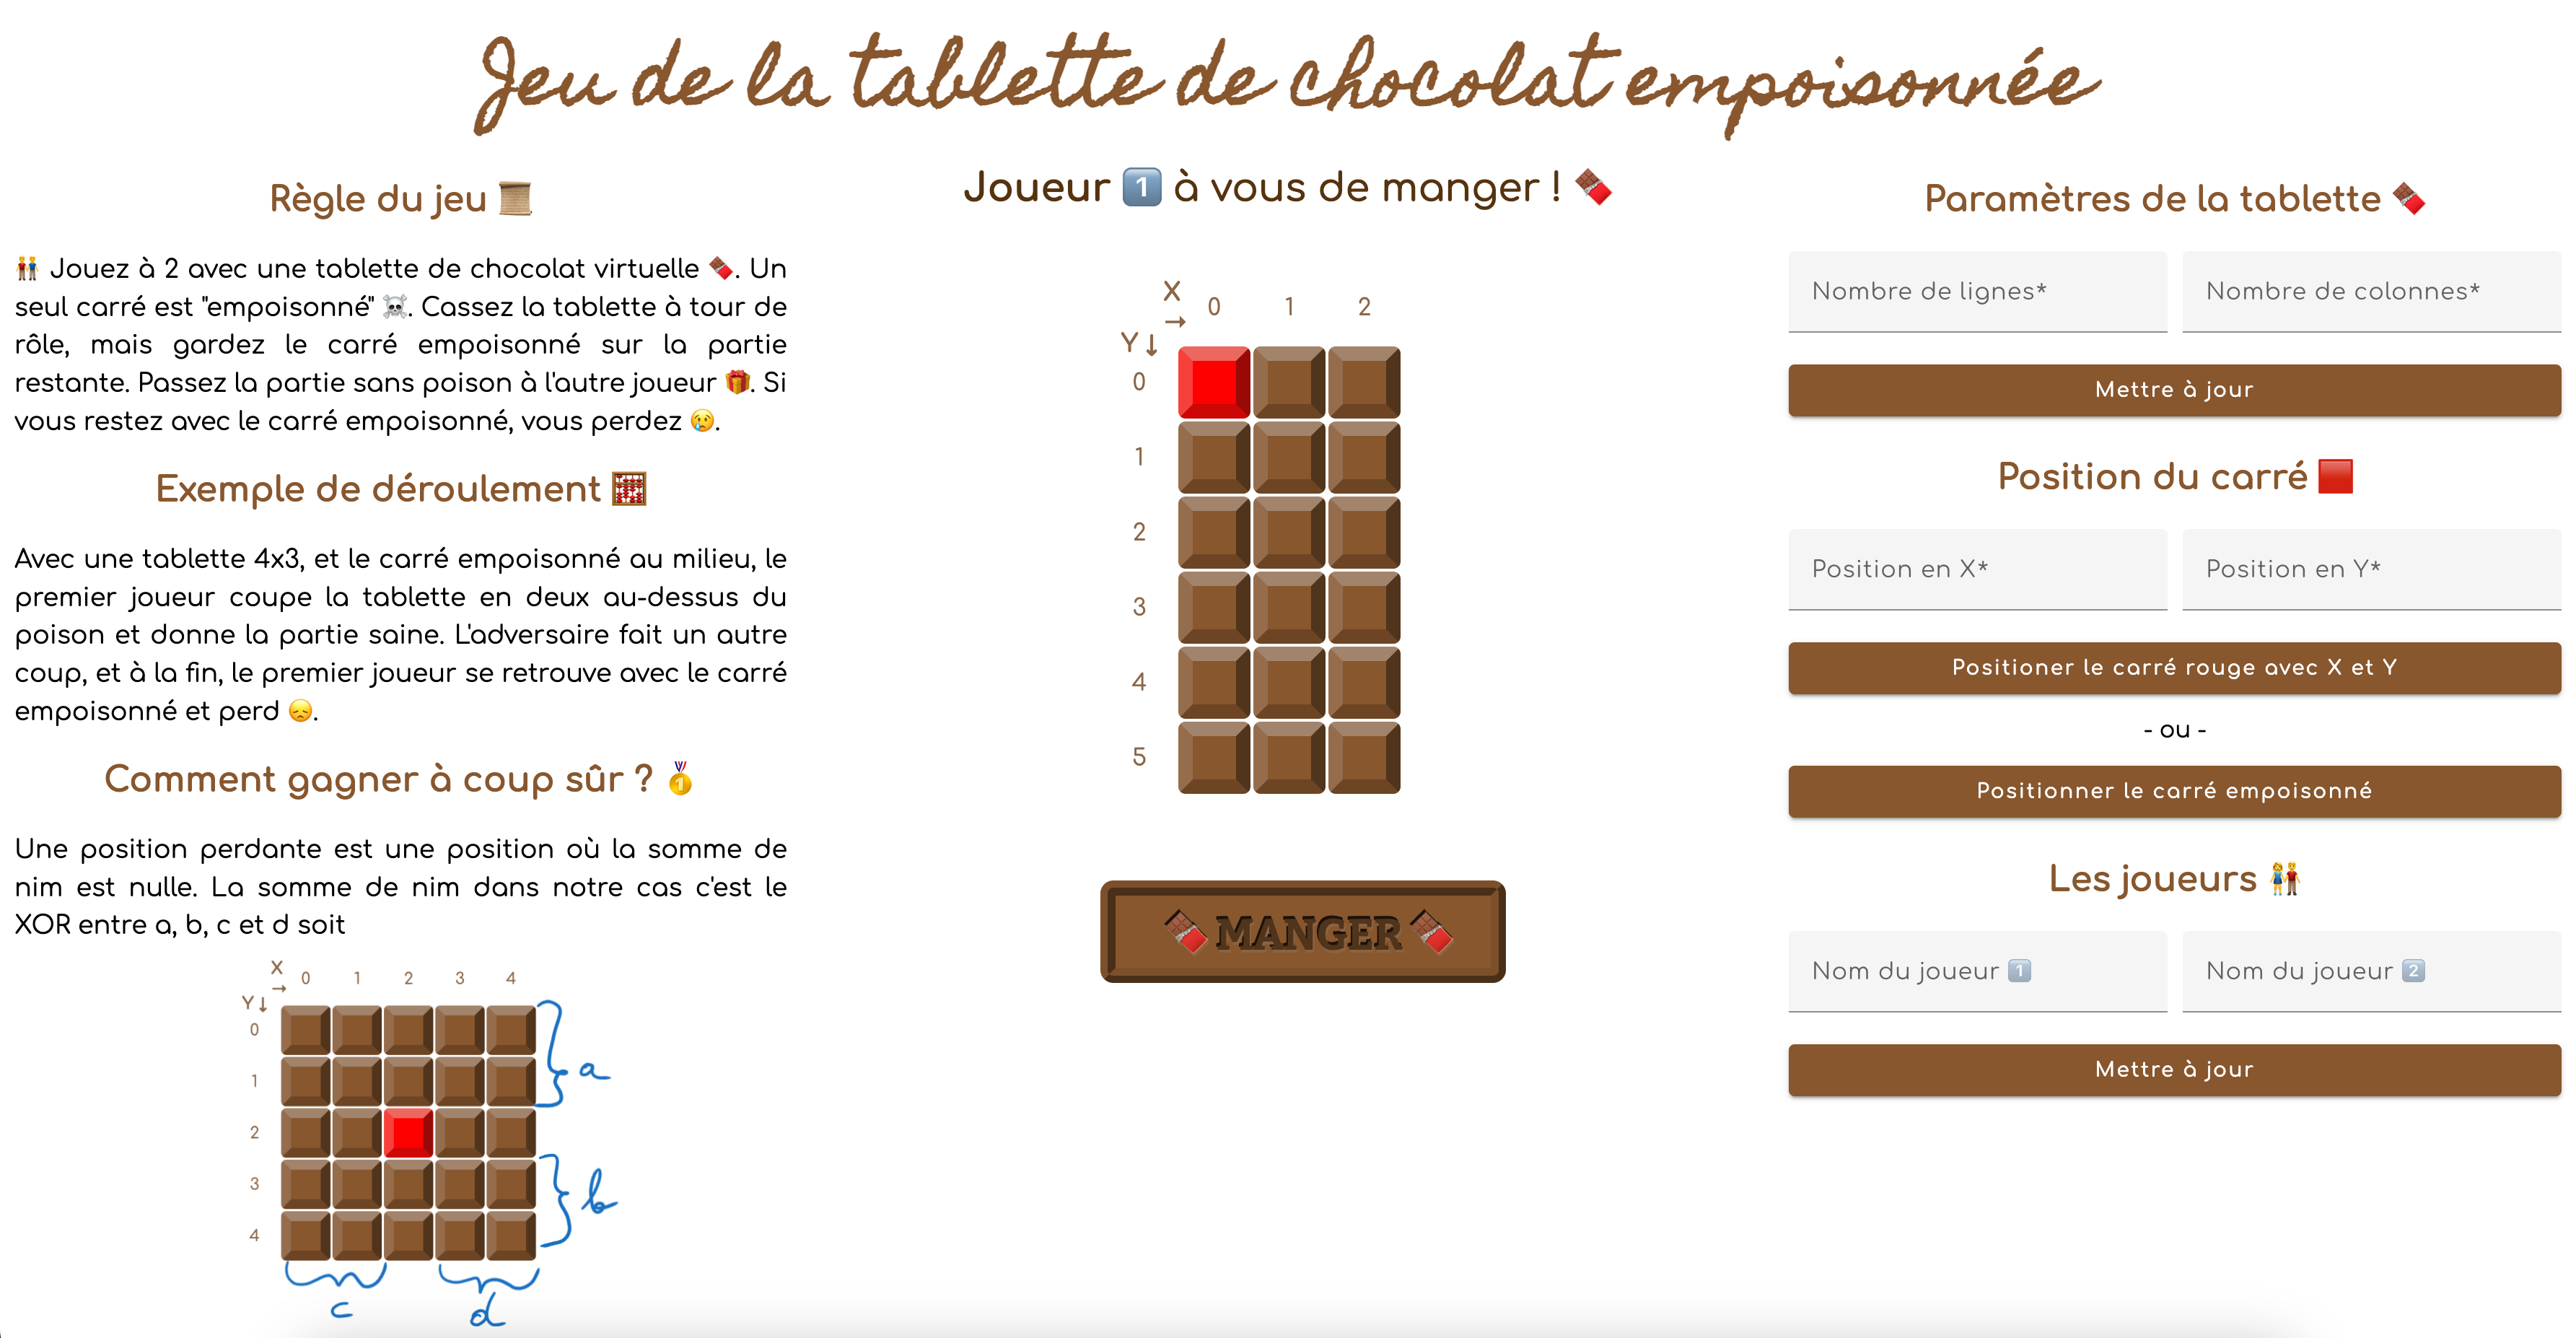 Jeu de la tablette de chocolat empoisonnée
Règle du jeu 📜
👬 Jouez à 2 avec une tablette de chocolat virtuelle 🍫. Un
seul carré est "empoisonné" ☠️. Cassez la tablette à tour de
rôle, mais gardez le carré empoisonné sur la partie
restante. Passez la partie sans poison à l'autre joueur 🎁. Si
vous restez avec le carré empoisonné, vous perdez 😢.
Exemple de déroulement 🧮
Avec une tablette 4x3, et le carré empoisonné au milieu, le
premier joueur coupe la tablette en deux au-dessus du
poison et donne la partie saine. L'adversaire fait un autre
coup, et à la fin, le premier joueur se retrouve avec le carré
empoisonné et perd 😞.
Comment gagner à coup sûr ? 🥇
Une position perdante est une position où la somme de
nim est nulle. La somme de nim dans notre cas c'est le
XOR entre a, b, c et d soit
X → 0 1 2 3 4
Y ↓
0
1
2
3
4
a
b
c d
Joueur 1️⃣ à vous de manger ! 🍫
X → 0 1 2
Y ↓
0
1
2
3
4
5
🍫 MANGER 🍫
Paramètres de la tablette 🍫
Nombre de lignes* Nombre de colonnes*
Mettre à jour
Position du carré 🟥
Position en X* Position en Y*
Positioner le carré rouge avec X et Y
- ou -
Positionner le carré empoisonné
Les joueurs 👫
Nom du joueur 1️⃣ Nom du joueur 2️⃣
Mettre à jour